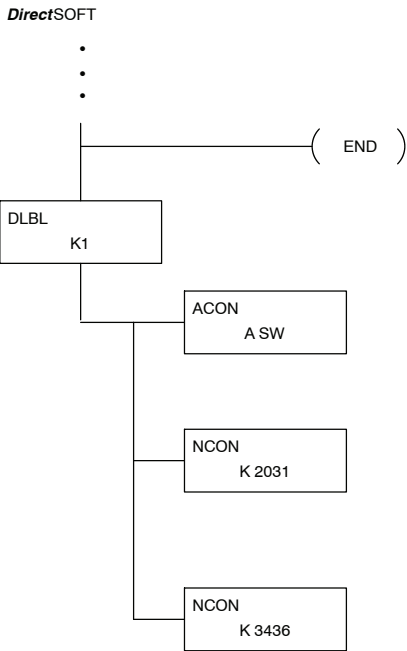 DirectSOFT
END
DLBL
K1
ACON
A SW
NCON
K 2031
NCON
K 3436